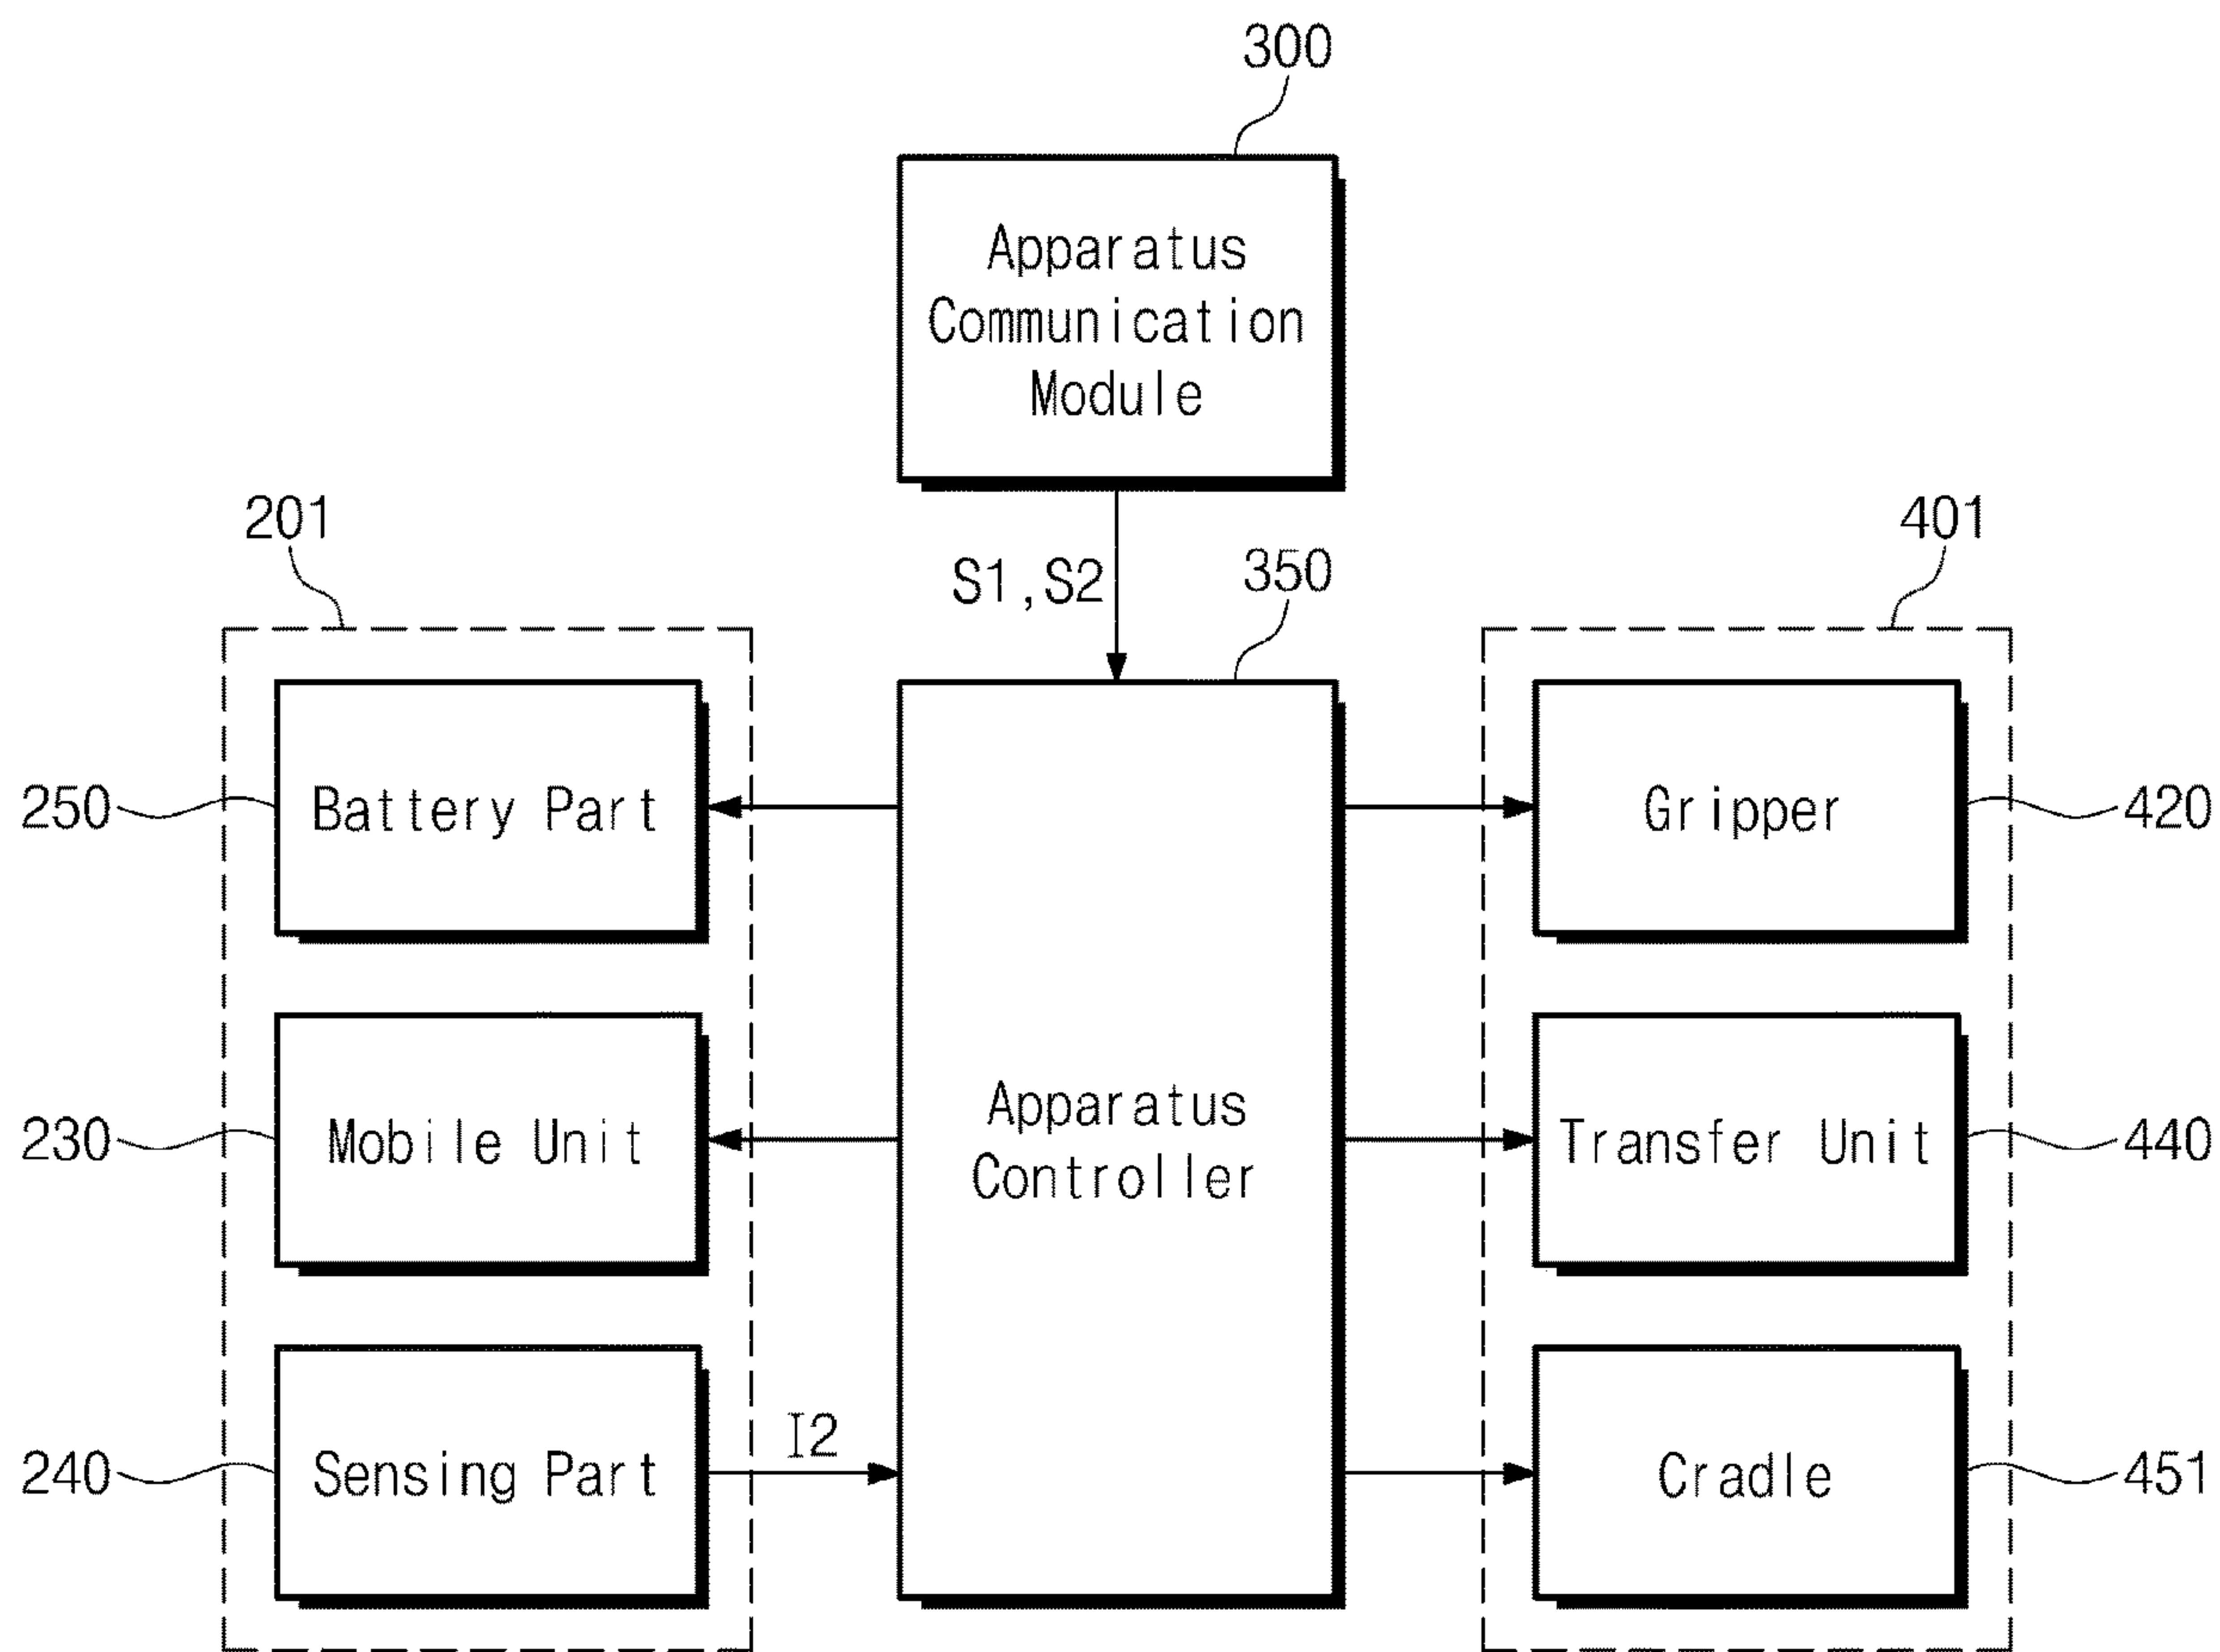 300
Apparatus
Communication
Module
201
401
S1,S2
350
250
Battery Part
Gripper
420
230
Mobile Unit
Apparatus
Controller
Transfer Unit
440
240
Sensing Part
I2
Cradle
451